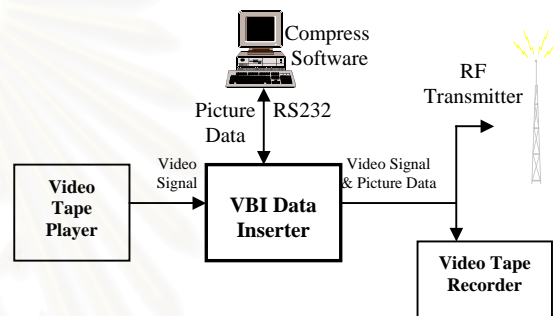 Compress
Software
RF
Transmitter
Picture
Data
RS232
Video
Signal
Video Signal
& Picture Data
Video
Tape
Player
VBI Data
Inserter
Video Tape
Recorder